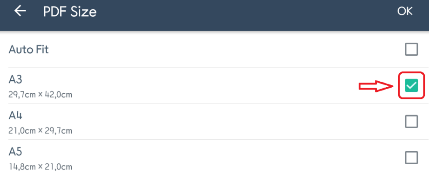 PDF Size OK
Auto Fit
A3
29,7cm x 42,0cm
A4
21,0cm x 29,7cm
A5
14,8cm x 21,0cm